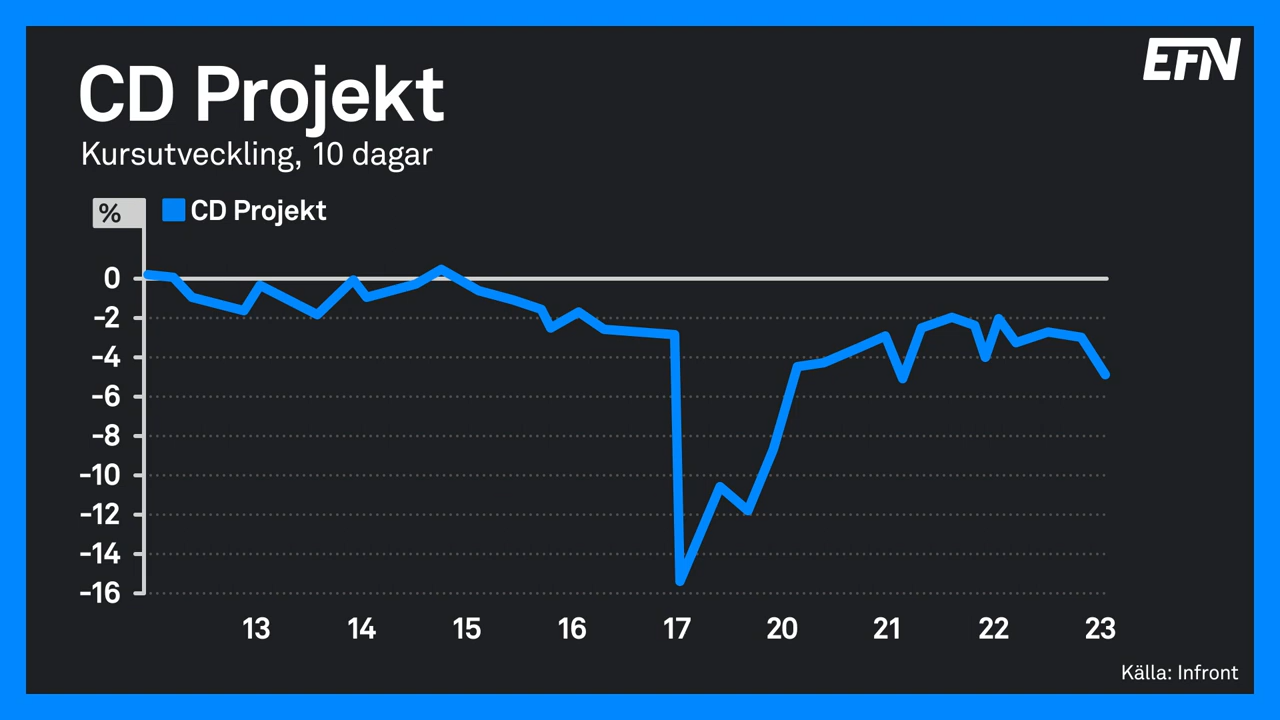 EFN
CD Projekt
Kursutveckling, 10 dagar
% CD Projekt
0
-2
-4
-6
-8
-10
-12
-14
-16
13 14 15 16 17 20 21 22 23
Källa: Infront